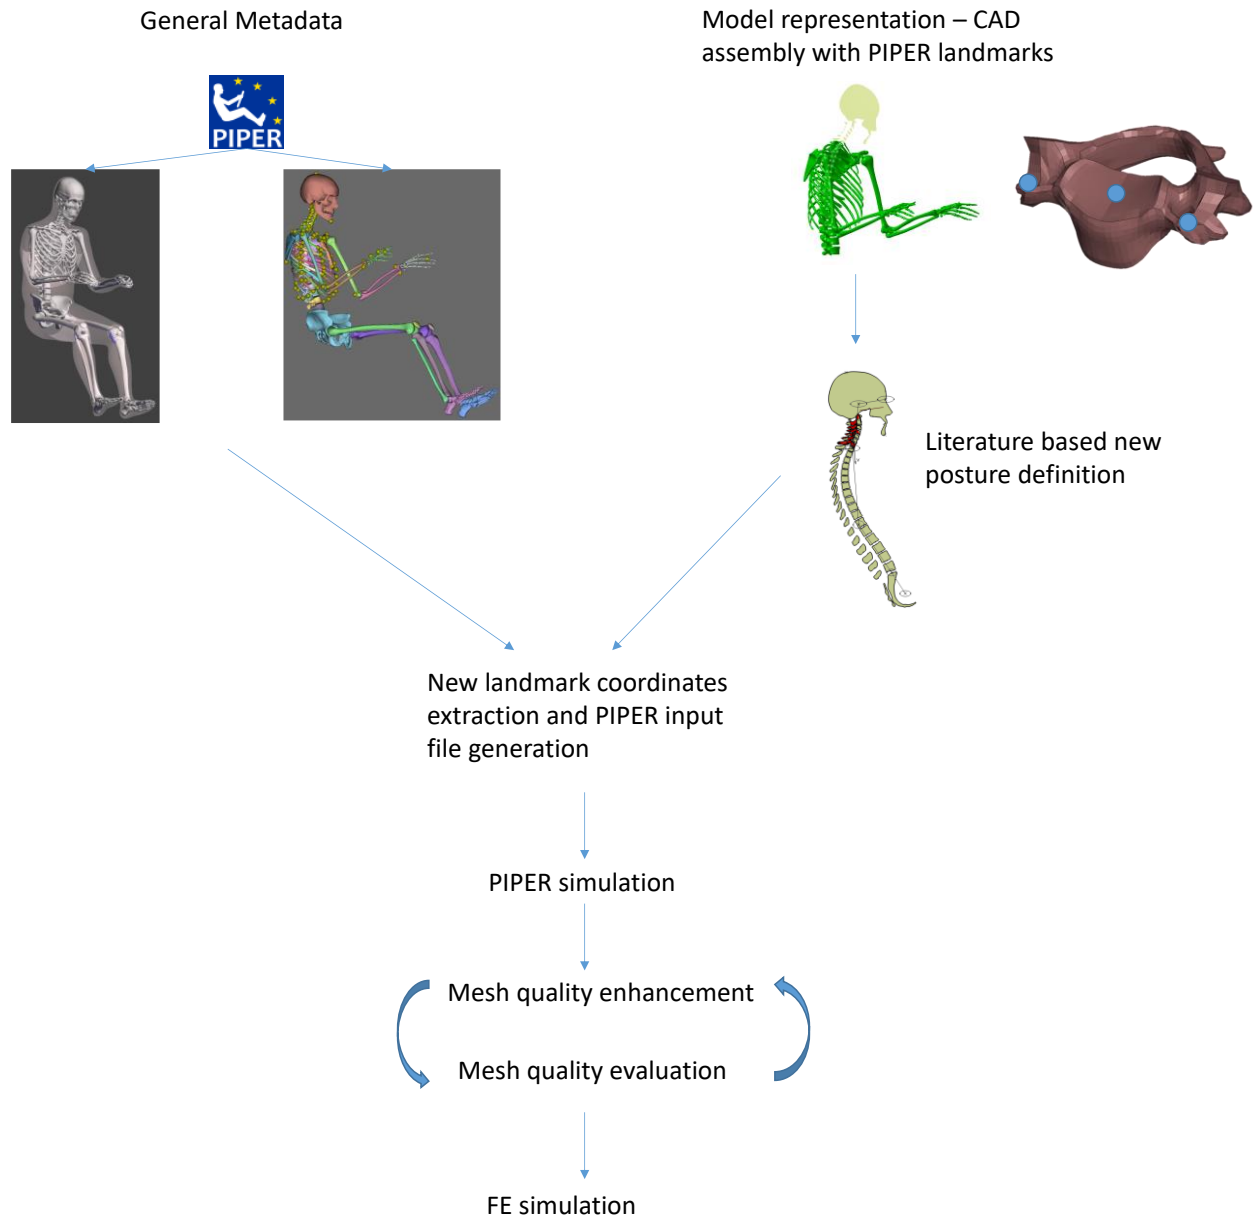 General Metadata
Model representation – CAD
assembly with PIPER landmarks
PIPER
Literature based new
posture definition
New landmark coordinates
extraction and PIPER input
file generation
PIPER simulation
Mesh quality enhancement
Mesh quality evaluation
FE simulation